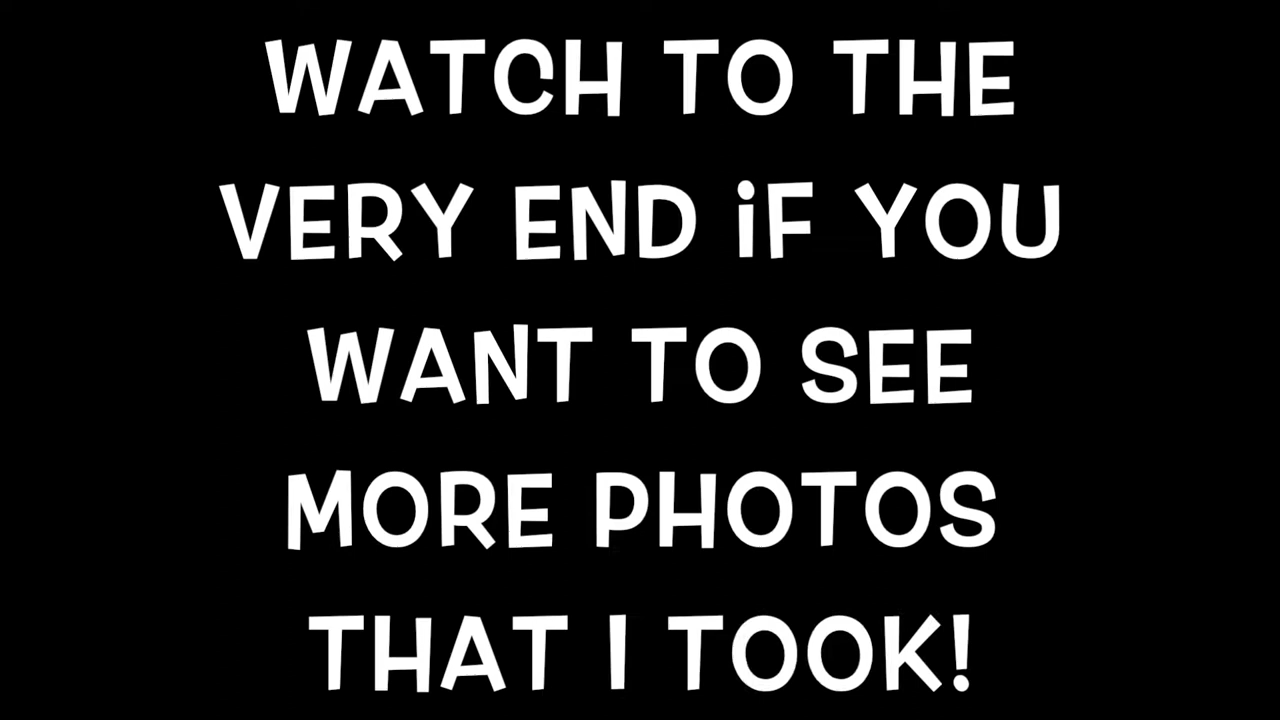 WATCH TO THE
VERY END iF YOU
WANT TO SEE
MORE PHOTOS
THAT I TOOK!